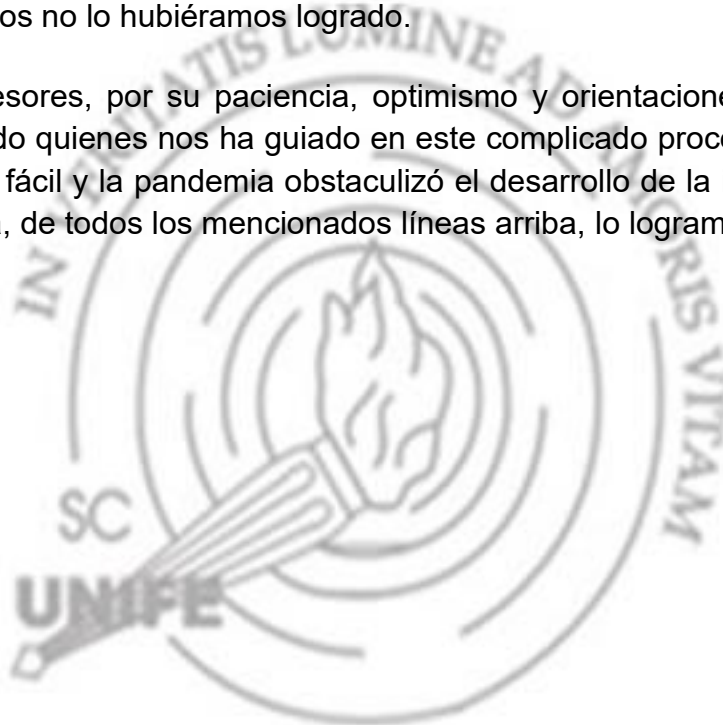 os no lo hubiéramos logrado.
esores, por su paciencia, optimismo y orientacione
do quienes nos ha guiado en este complicado proc
fácil y la pandemia obstaculizó el desarrollo de la
, de todos los mencionados líneas arriba, lo logram
IN VERITATIS LUMINE AD AMORIS VITAM
SC
UNIFE